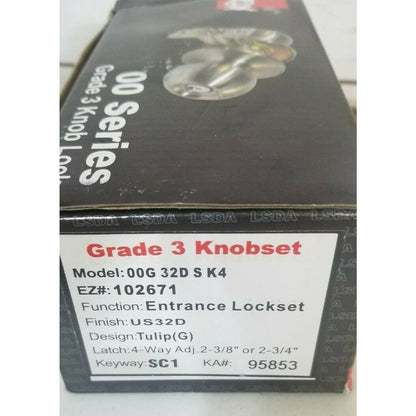 00 Series
Grade 3 Knob Lock
LSDA LSDA LSDA LSDA
Grade 3 Knobset
Model:00G 32D S K4
EZ#:102671
Function:Entrance Lockset
Finish:US32D
Design:Tulip(G)
Latch:4-Way Adj.2-3/8" or 2-3/4"
Keyway:SC1 KA#: 95853